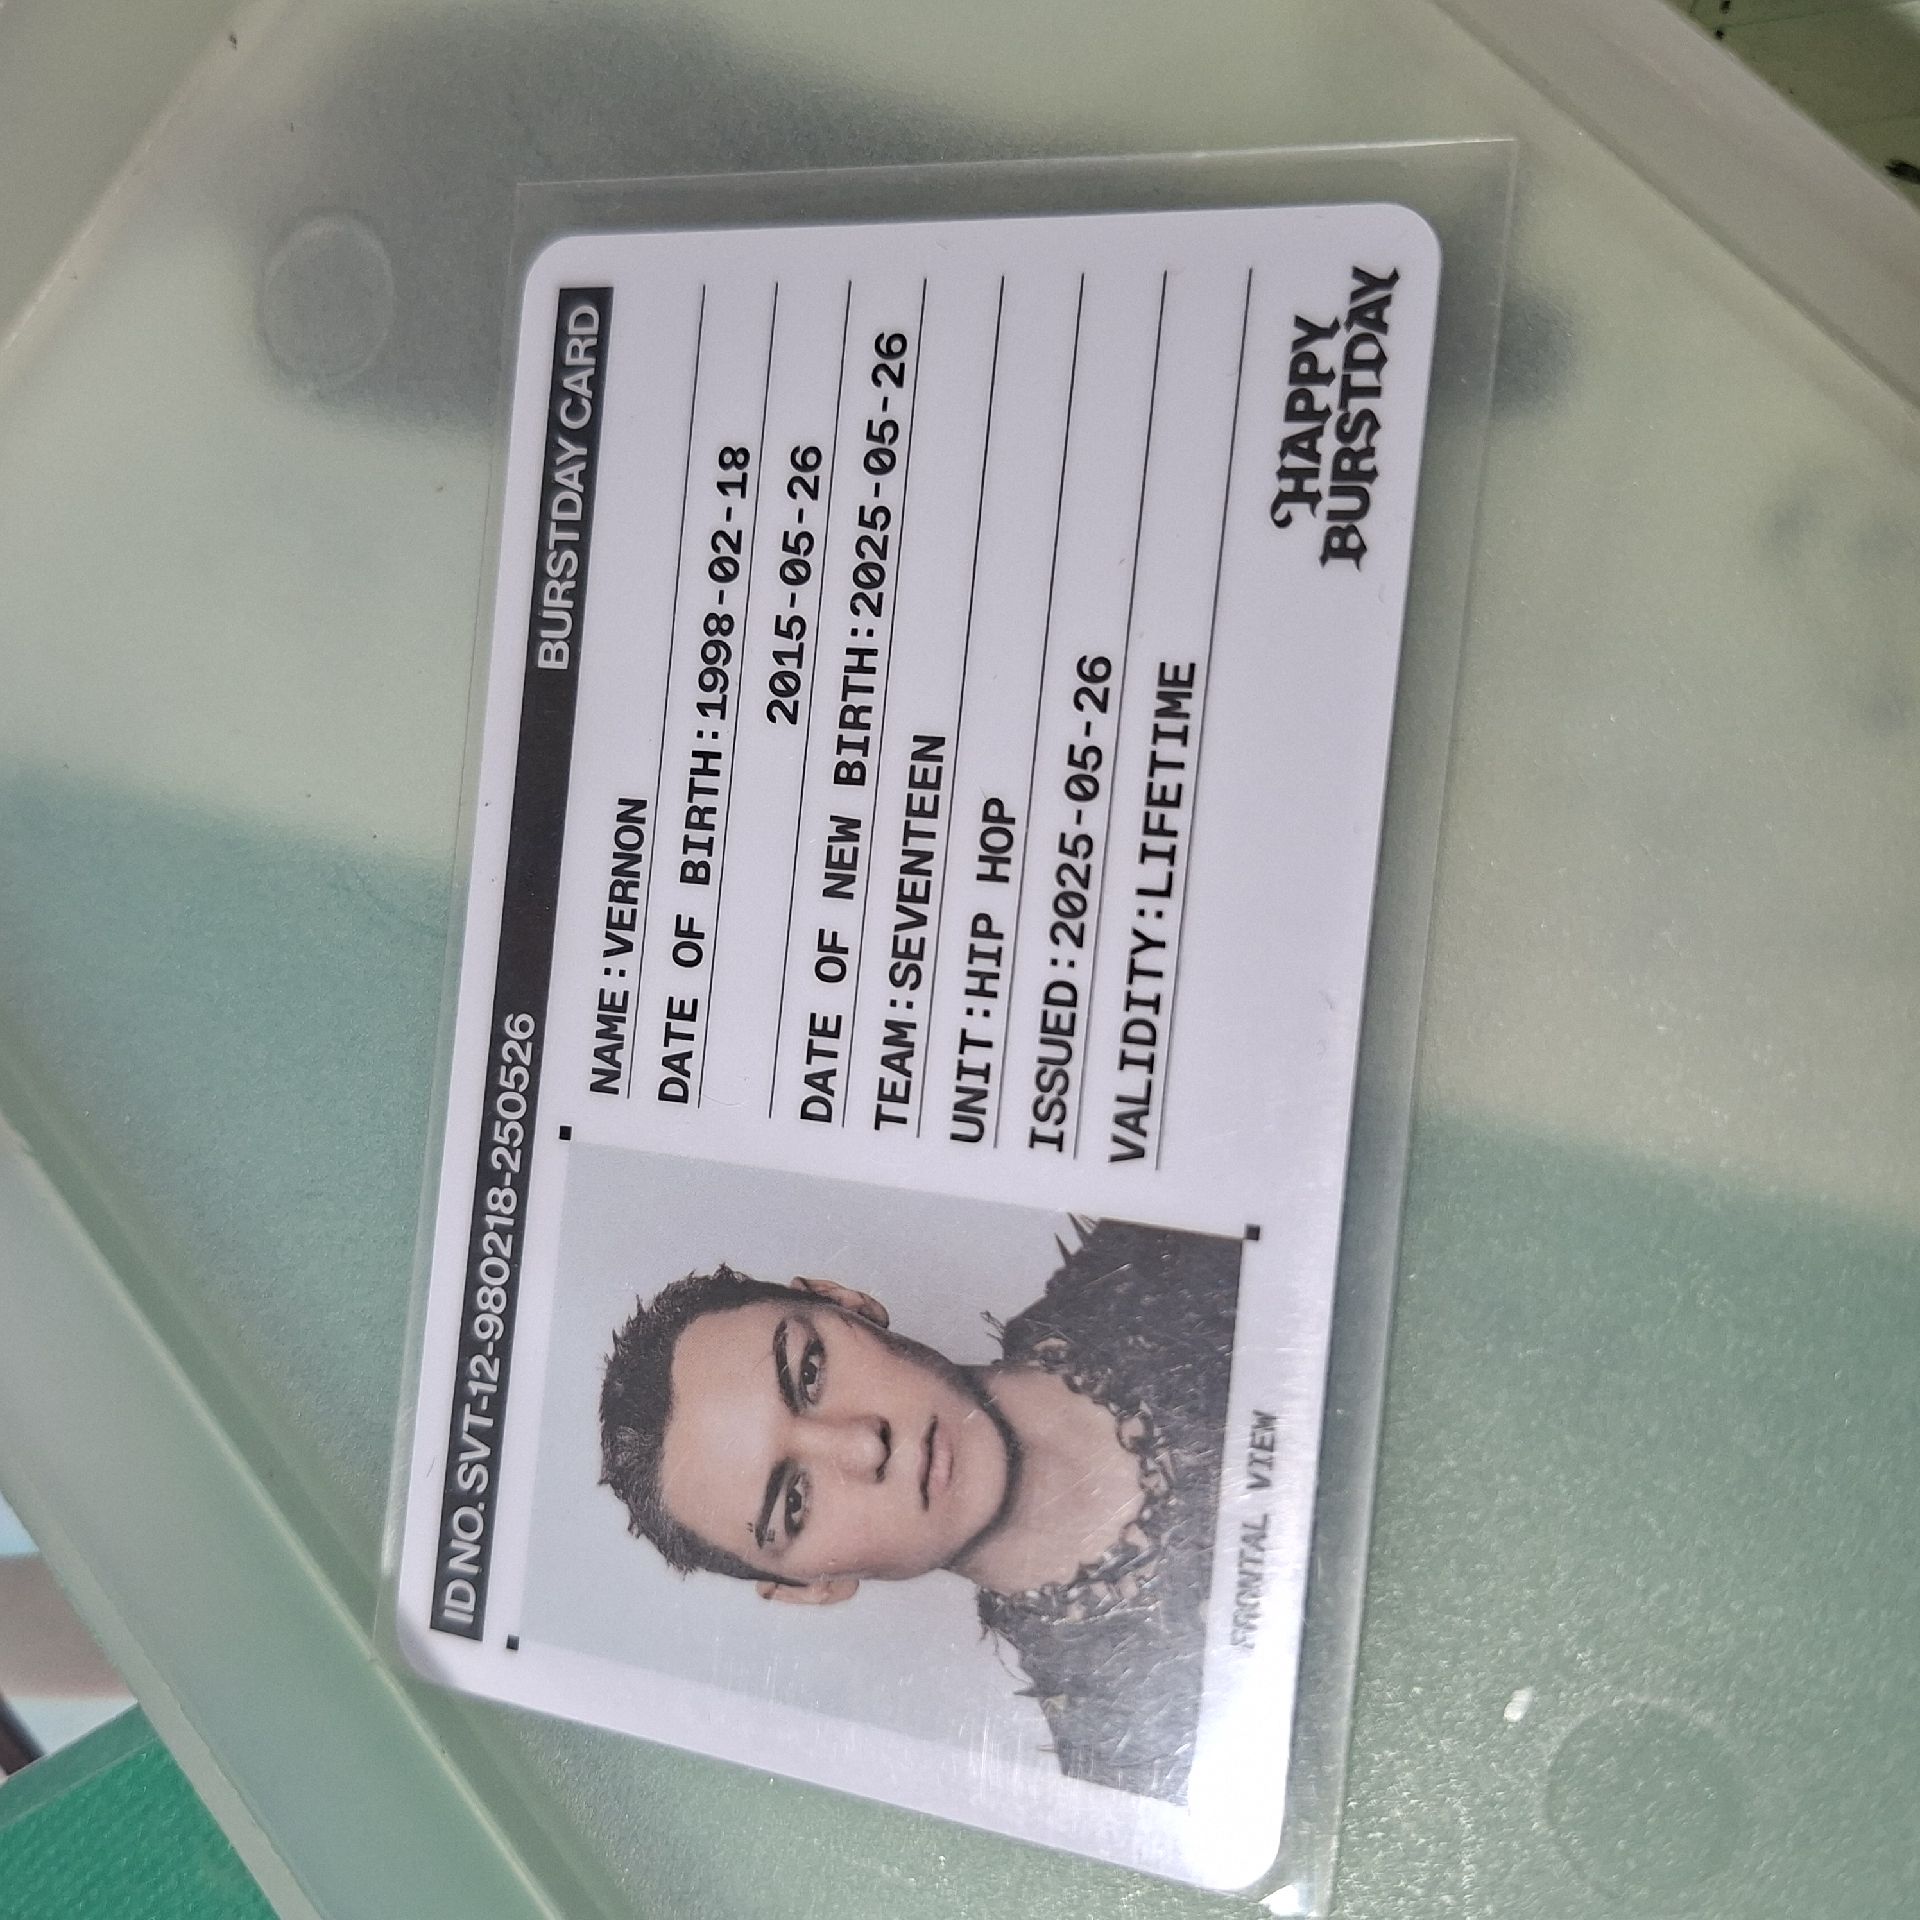 ID NO.SVT-12-980218-250526 BURSTDAY CARD
NAME:VERNON
DATE OF BIRTH:1998-02-18
2015-05-26
DATE OF NEW BIRTH:2025-05-26
TEAM:SEVENTEEN
UNIT:HIP HOP
ISSUED:2025-05-26
VALIDITY:LIFETIME
FRONTAL VIEW
HAPPY
BURSTDAY